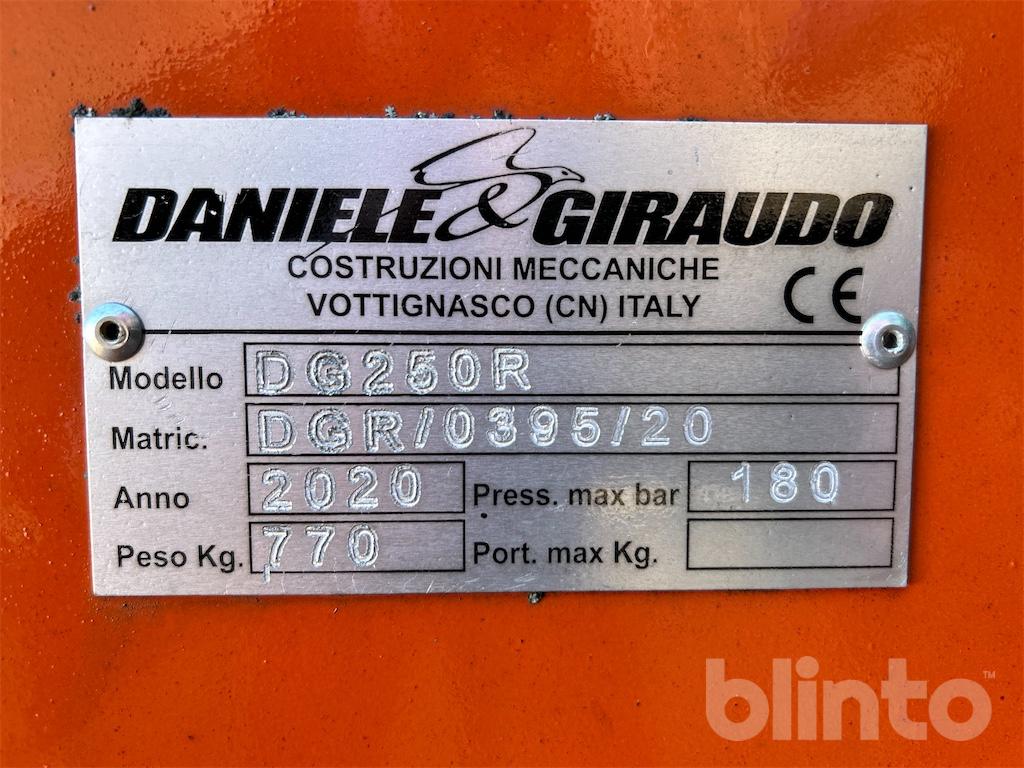 DANIELE & GIRAUDO
COSTRUZIONI MECCANICHE
VOTTIGNASCO (CN) ITALY
CE
Modello DG250R
Matric. DGR/0395/20
Anno 2020 Press. max bar 180
Peso Kg. 770 Port. max Kg.
blinto™